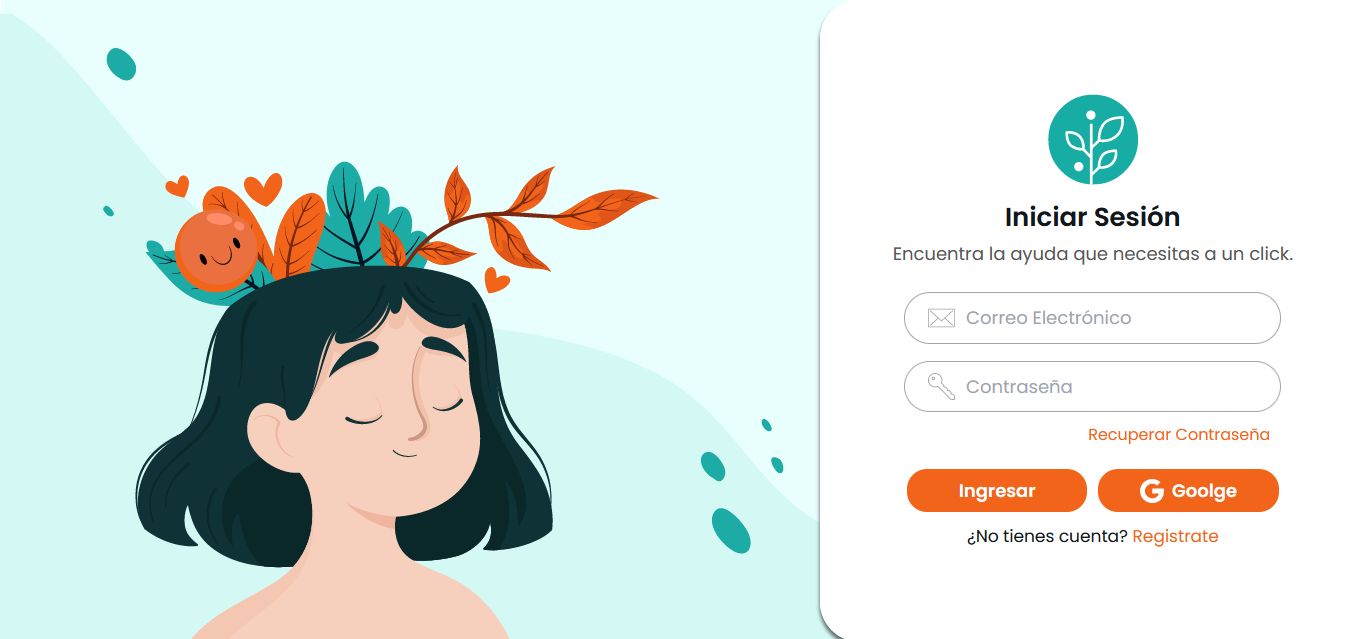 Iniciar Sesión
Encuentra la ayuda que necesitas a un click.
Correo Electrónico
Contraseña
Recuperar Contraseña
Ingresar
Goolge
¿No tienes cuenta? Registrate